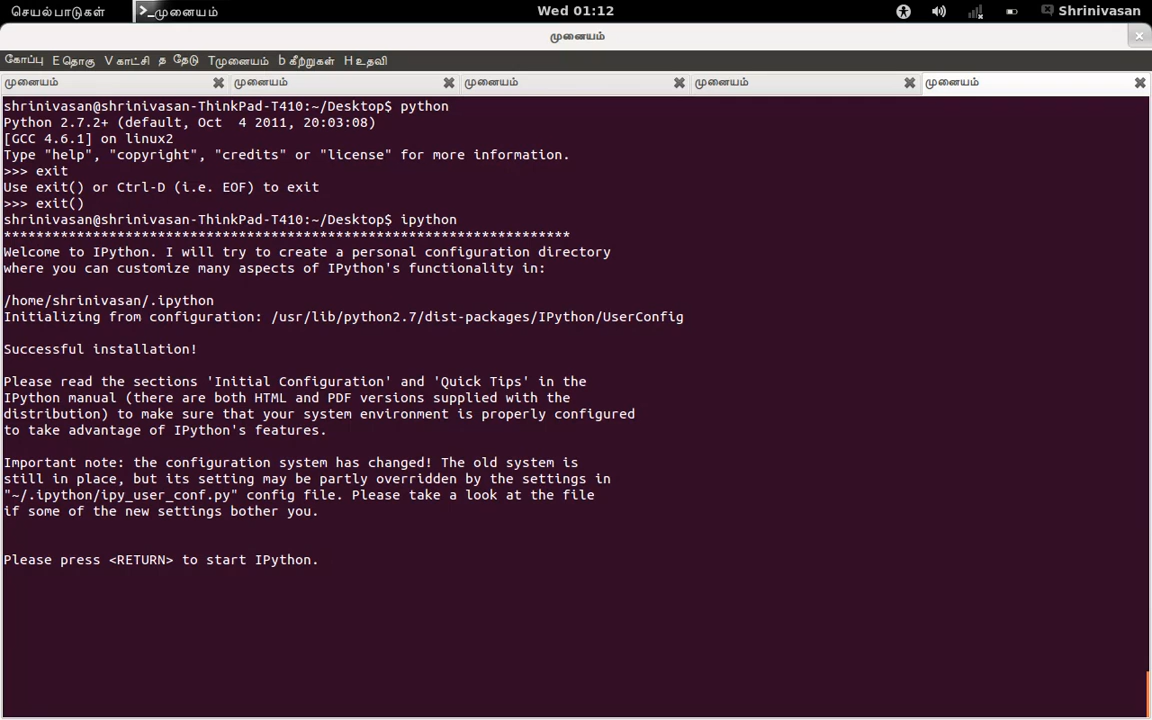 செயல்பாடுகள் >_ முனையம் Wed 01:12 Shrinivasan
முனையம்
கோப்பு E தொகு V காட்சி த தேடு T முனையம் b கீற்றுகள் H உதவி
முனையம் முனையம் முனையம் முனையம் முனையம்
shrinivasan@shrinivasan-ThinkPad-T410:~/Desktop$ python
Python 2.7.2+ (default, Oct  4 2011, 20:03:08)
[GCC 4.6.1] on linux2
Type "help", "copyright", "credits" or "license" for more information.
>>> exit
Use exit() or Ctrl-D (i.e. EOF) to exit
>>> exit()
shrinivasan@shrinivasan-ThinkPad-T410:~/Desktop$ ipython
**********************************************************************
Welcome to IPython. I will try to create a personal configuration directory
where you can customize many aspects of IPython's functionality in:
/home/shrinivasan/.ipython
Initializing from configuration: /usr/lib/python2.7/dist-packages/IPython/UserConfig
Successful installation!
Please read the sections 'Initial Configuration' and 'Quick Tips' in the
IPython manual (there are both HTML and PDF versions supplied with the
distribution) to make sure that your system environment is properly configured
to take advantage of IPython's features.
Important note: the configuration system has changed! The old system is
still in place, but its setting may be partly overridden by the settings in
"~/.ipython/ipy_user_conf.py" config file. Please take a look at the file
if some of the new settings bother you.
Please press <RETURN> to start IPython.